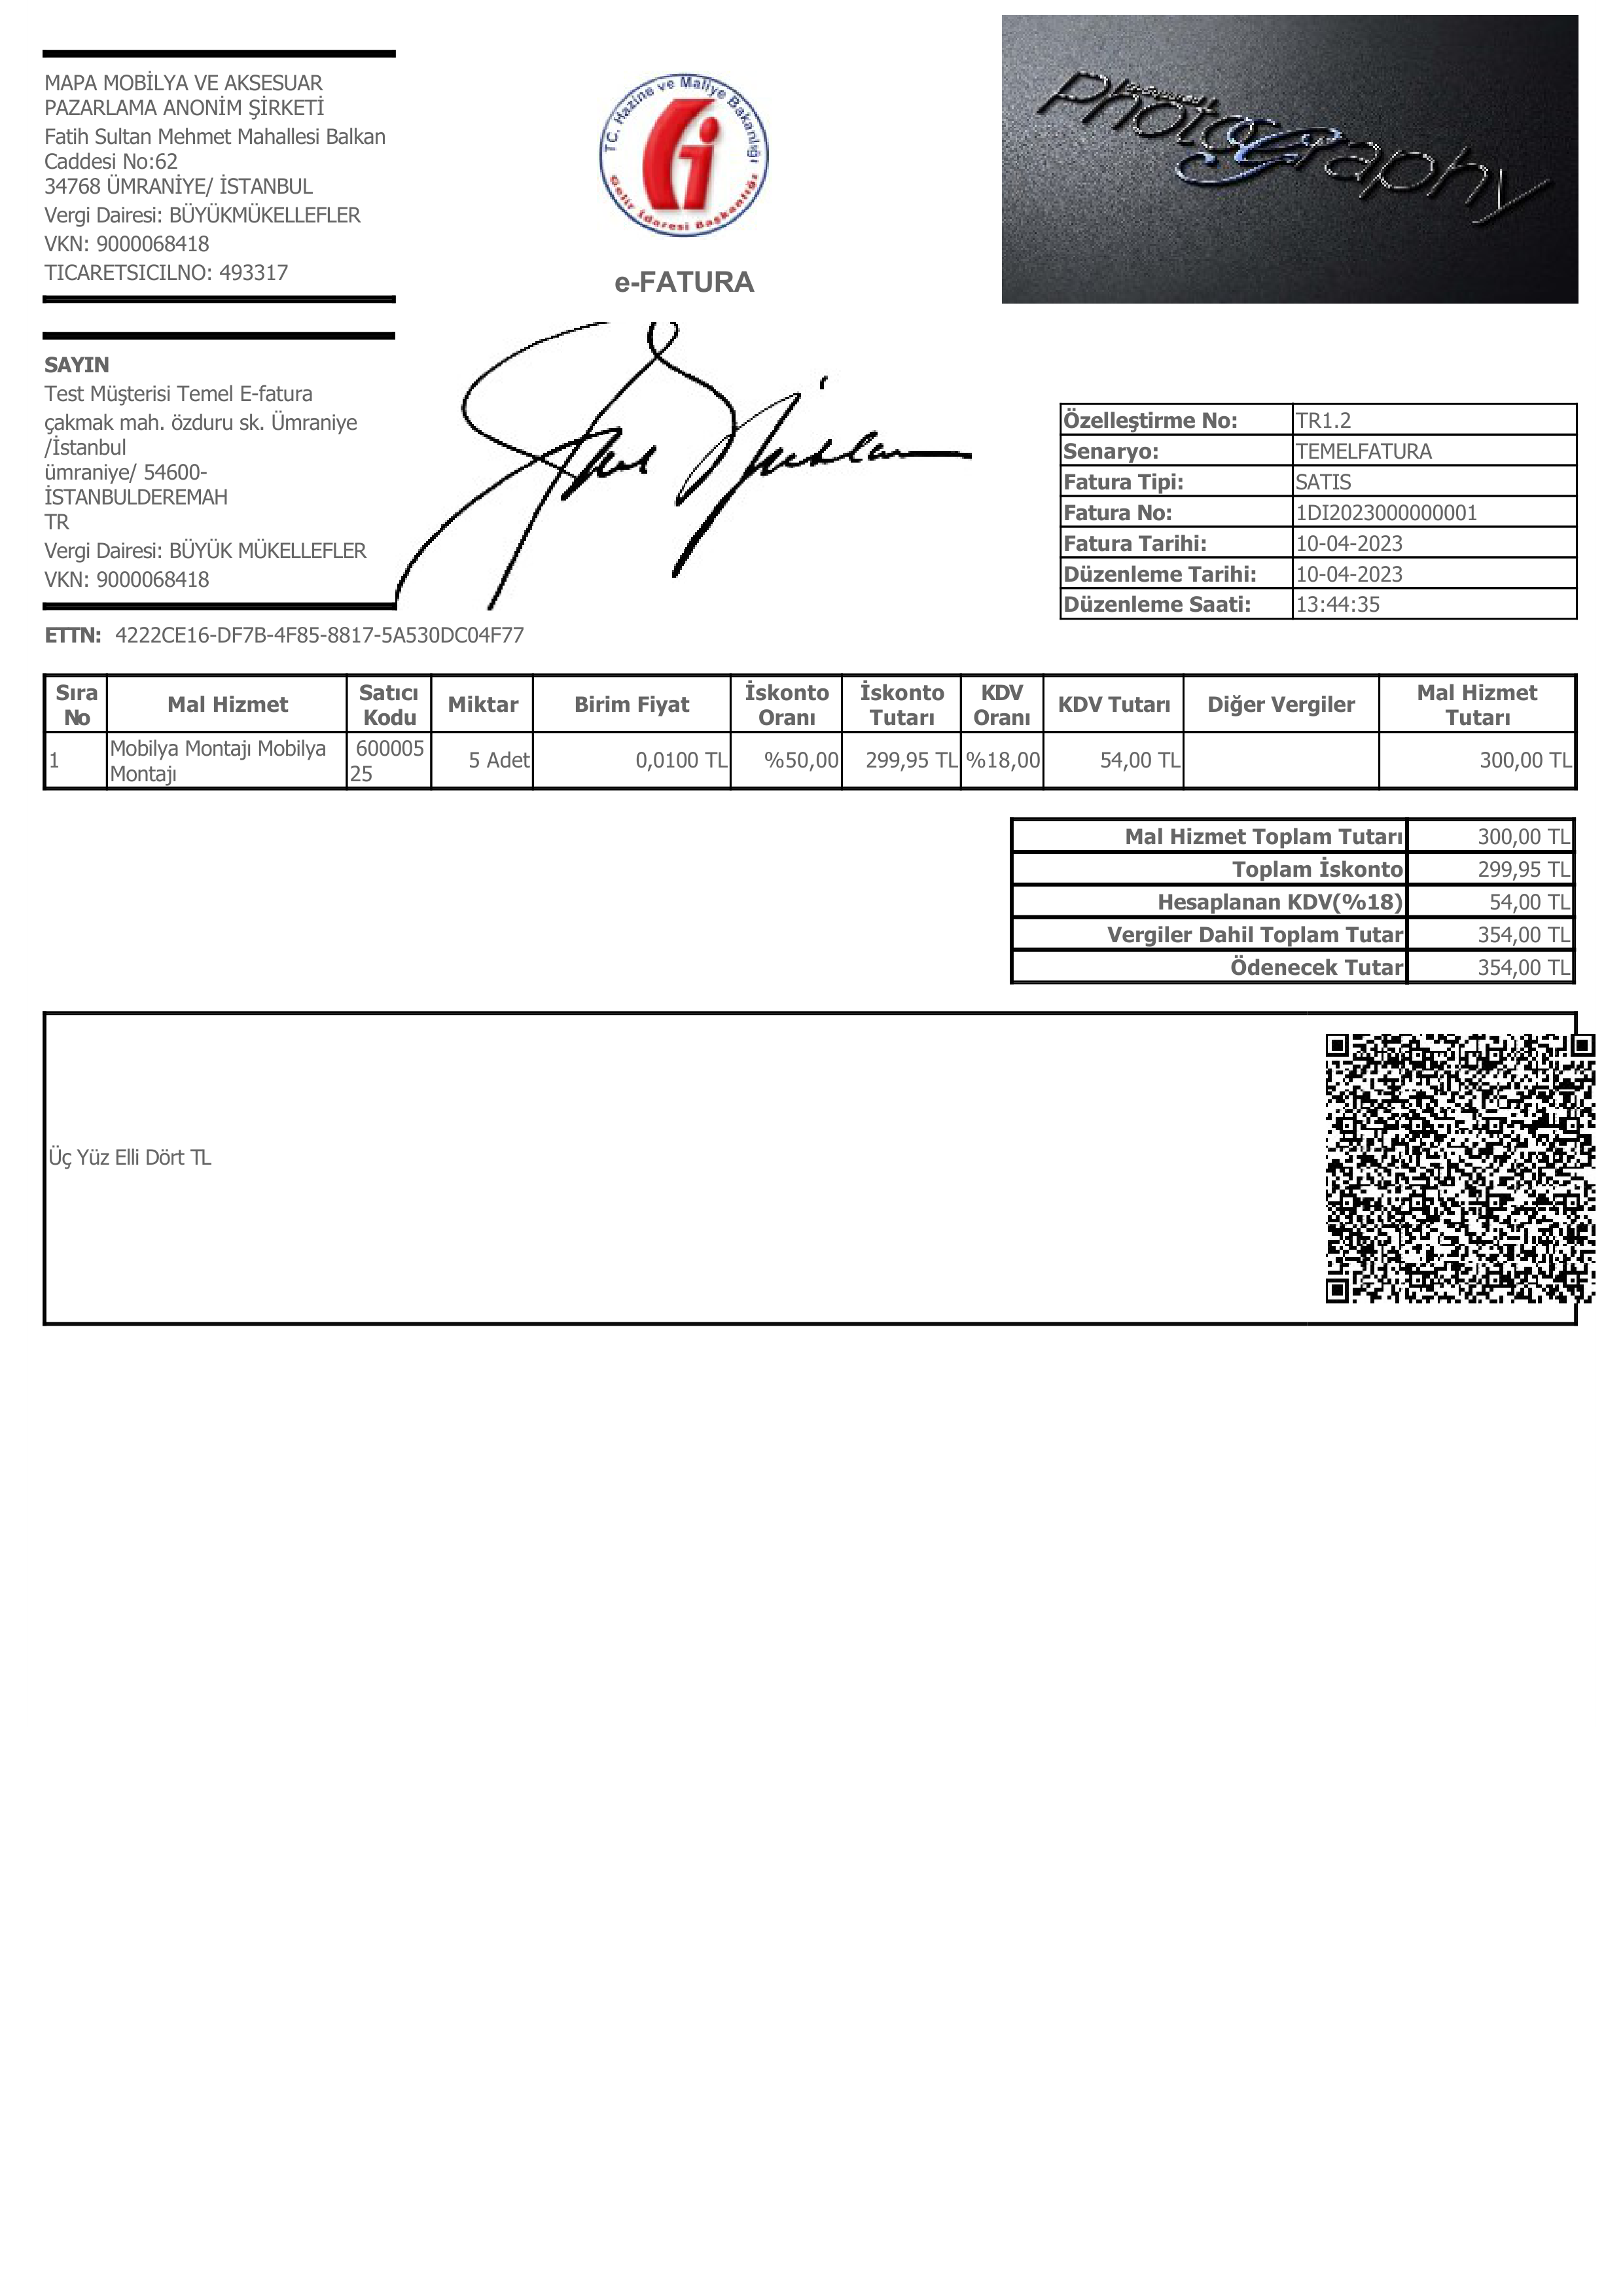 MAPA MOBİLYA VE AKSESUAR
PAZARLAMA ANONİM ŞİRKETİ
Fatih Sultan Mehmet Mahallesi Balkan
Caddesi No:62
34768 ÜMRANİYE/ İSTANBUL
Vergi Dairesi: BÜYÜKMÜKELLEFLER
VKN: 9000068418
TICARETSICILNO: 493317
T.C. Hazine ve Maliye Bakanlığı
Gelir İdaresi Başkanlığı
e-FATURA
photoGraphy
SAYIN
Test Müşterisi Temel E-fatura
çakmak mah. özduru sk. Ümraniye
/İstanbul
ümraniye/ 54600-
İSTANBULDEREMAH
TR
Vergi Dairesi: BÜYÜK MÜKELLEFLER
VKN: 9000068418
Özelleştirme No: TR1.2
Senaryo: TEMELFATURA
Fatura Tipi: SATIS
Fatura No: 1DI2023000000001
Fatura Tarihi: 10-04-2023
Düzenleme Tarihi: 10-04-2023
Düzenleme Saati: 13:44:35
ETTN: 4222CE16-DF7B-4F85-8817-5A530DC04F77
Sıra No Mal Hizmet Satıcı Kodu Miktar Birim Fiyat İskonto Oranı İskonto Tutarı KDV Oranı KDV Tutarı Diğer Vergiler Mal Hizmet Tutarı
1 Mobilya Montajı Mobilya Montajı 600005 25 5 Adet 0,0100 TL %50,00 299,95 TL %18,00 54,00 TL 300,00 TL
Mal Hizmet Toplam Tutarı 300,00 TL
Toplam İskonto 299,95 TL
Hesaplanan KDV(%18) 54,00 TL
Vergiler Dahil Toplam Tutar 354,00 TL
Ödenecek Tutar 354,00 TL
Üç Yüz Elli Dört TL